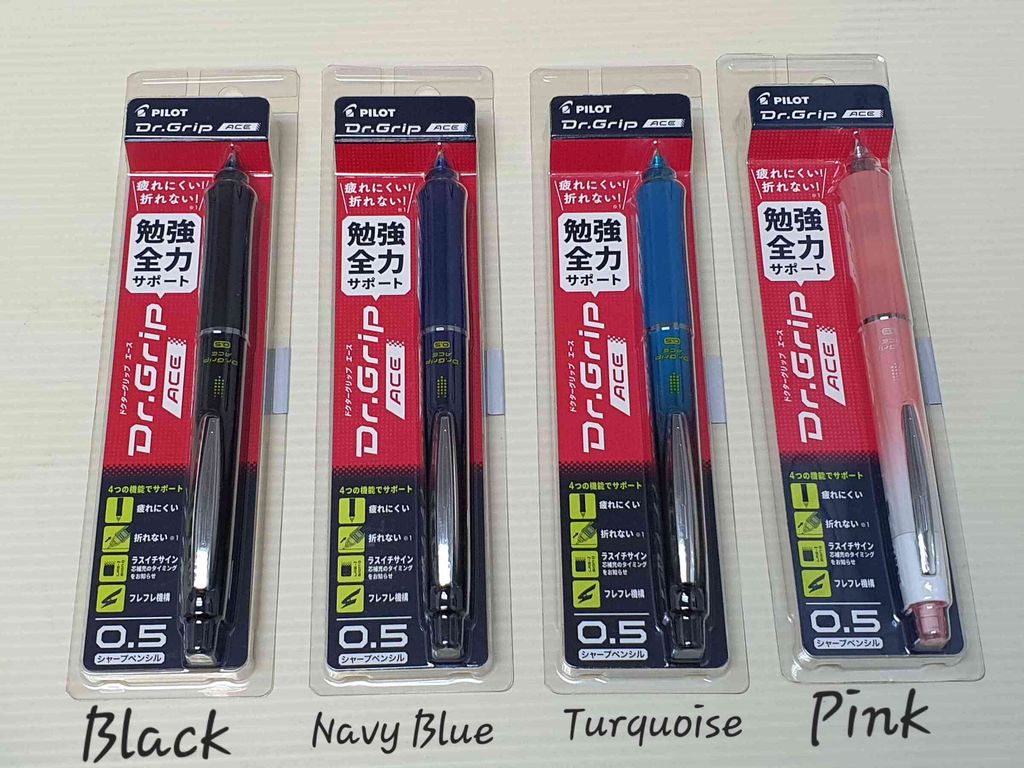 PILOT
Dr.Grip ACE
疲れにくい!
折れない!※1
勉強
全力
サポート
ドクターグリップ エース
Dr.Grip
ACE
4つの機能でサポート
疲れにくい
折れない ※1
ラスイチサイン
芯補充のタイミング
をお知らせ
フレフレ機構
0.5
シャープペンシル
Black
PILOT
Dr.Grip ACE
疲れにくい!
折れない!※1
勉強
全力
サポート
ドクターグリップ エース
Dr.Grip
ACE
4つの機能でサポート
疲れにくい
折れない ※1
ラスイチサイン
芯補充のタイミング
をお知らせ
フレフレ機構
0.5
シャープペンシル
Navy Blue
PILOT
Dr.Grip ACE
疲れにくい!
折れない!※1
勉強
全力
サポート
ドクターグリップ エース
Dr.Grip
ACE
4つの機能でサポート
疲れにくい
折れない ※1
ラスイチサイン
芯補充のタイミング
をお知らせ
フレフレ機構
0.5
シャープペンシル
Turquoise
PILOT
Dr.Grip ACE
疲れにくい!
折れない!
勉強
全力
サポート
ドクターグリップ エース
Dr.Grip
ACE
4つの機能でサポート
疲れにくい
折れない ※1
ラスイチサイン
芯補充のタイミング
をお知らせ
フレフレ機構
0.5
シャープペンシル
Pink